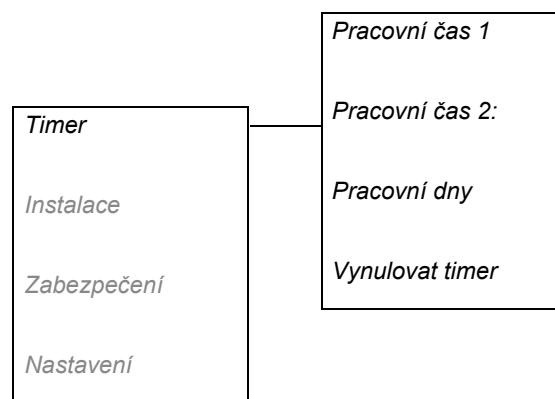 Timer
Instalace
Zabezpečení
Nastavení
Pracovní čas 1
Pracovní čas 2:
Pracovní dny
Vynulovat timer